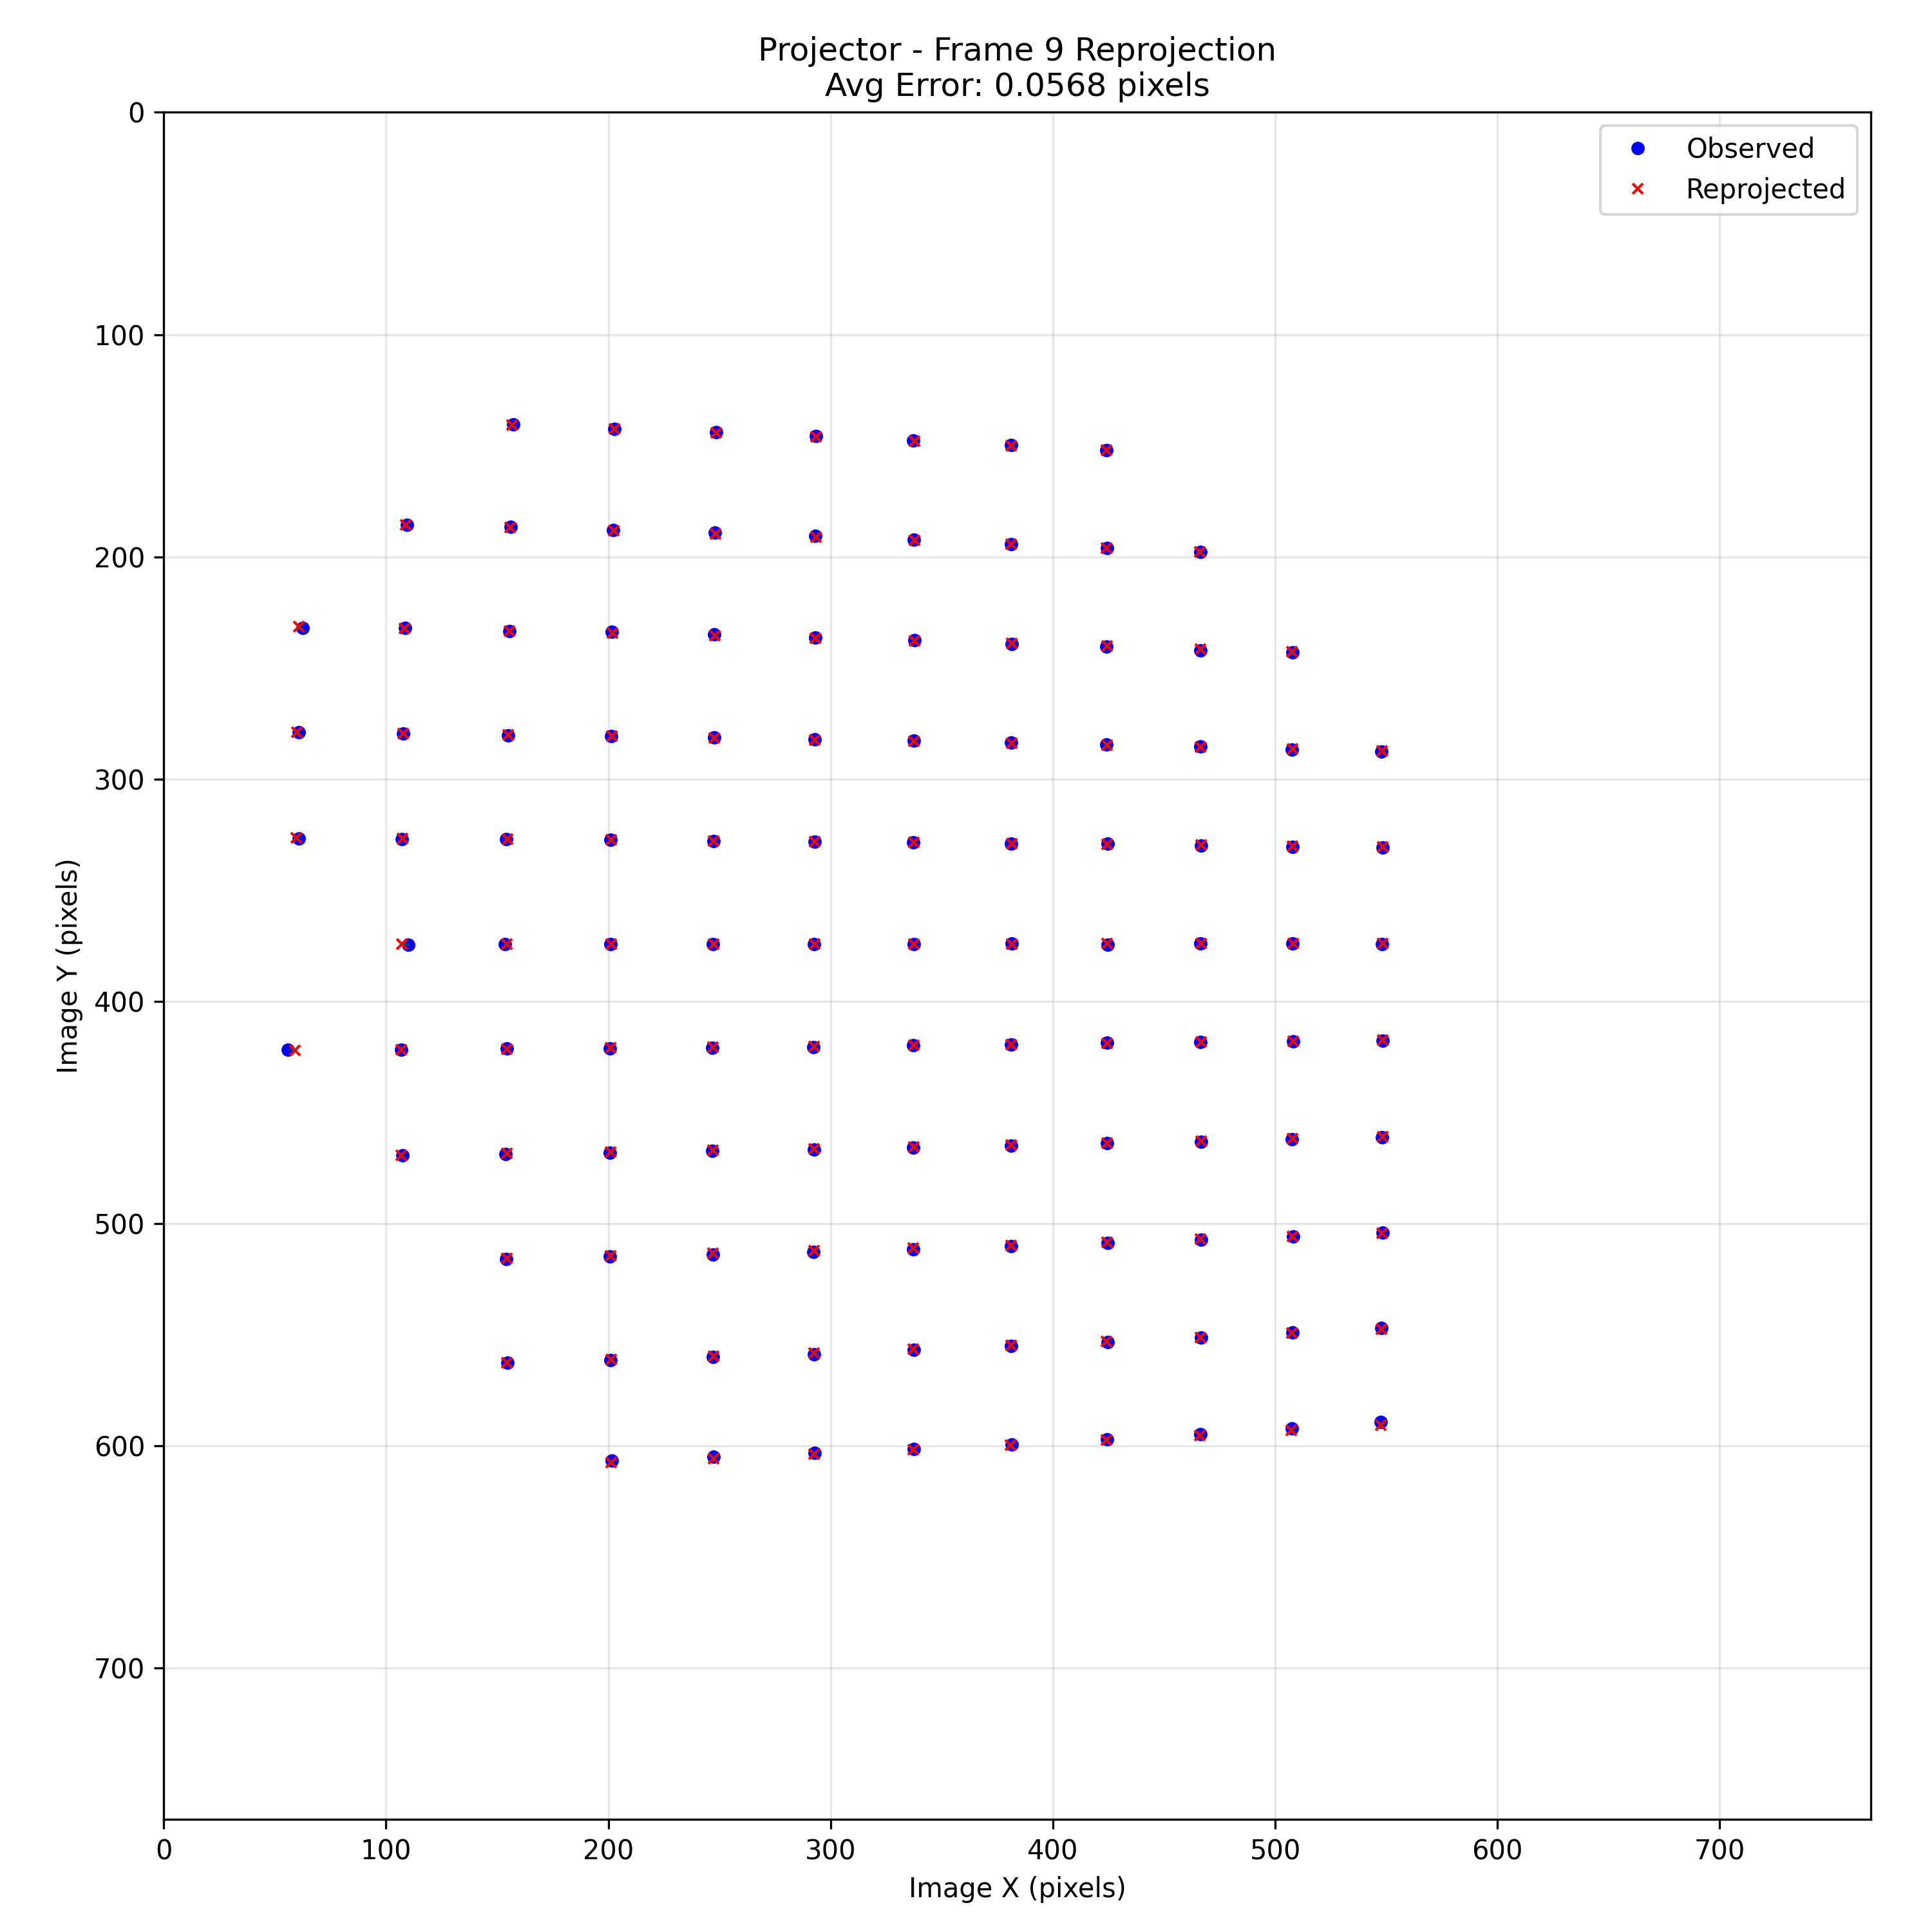 Projector - Frame 9 Reprojection
Avg Error: 0.0568 pixels
Observed
Reprojected
0
100
200
300
400
500
600
700
Image Y (pixels)
0 100 200 300 400 500 600 700
Image X (pixels)